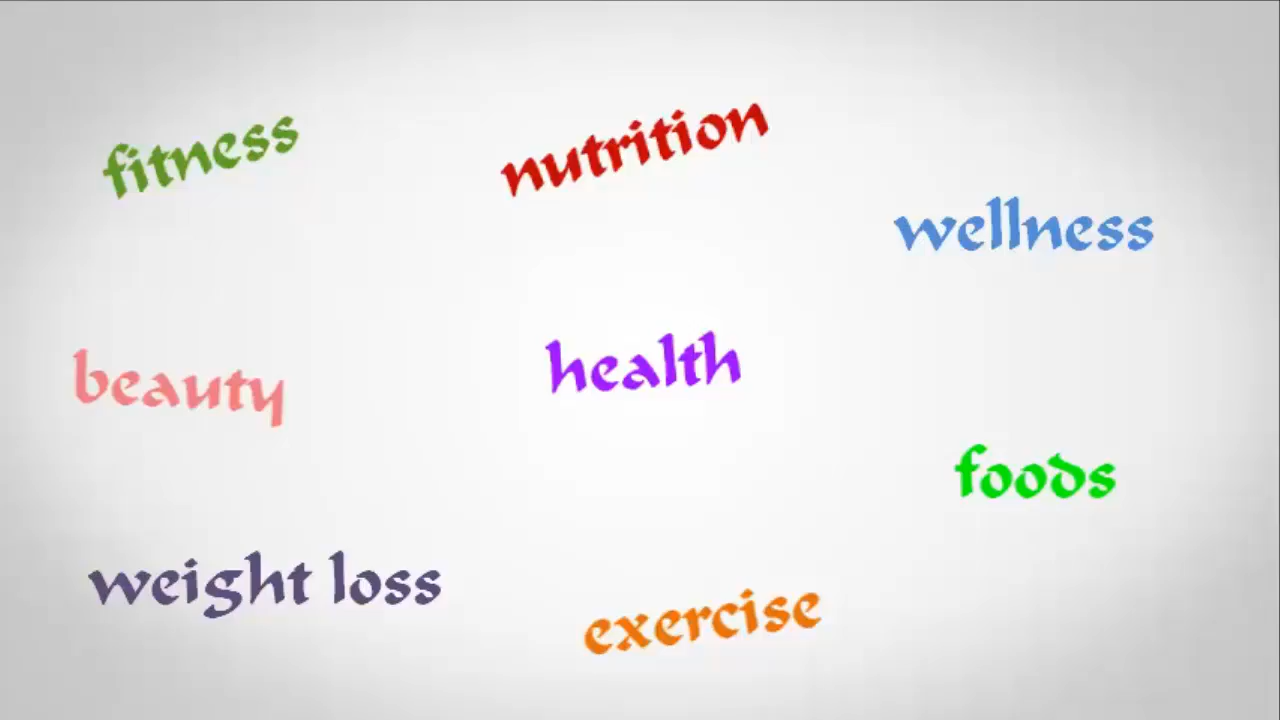 fitness
nutrition
wellness
beauty
health
foods
weight loss
exercise